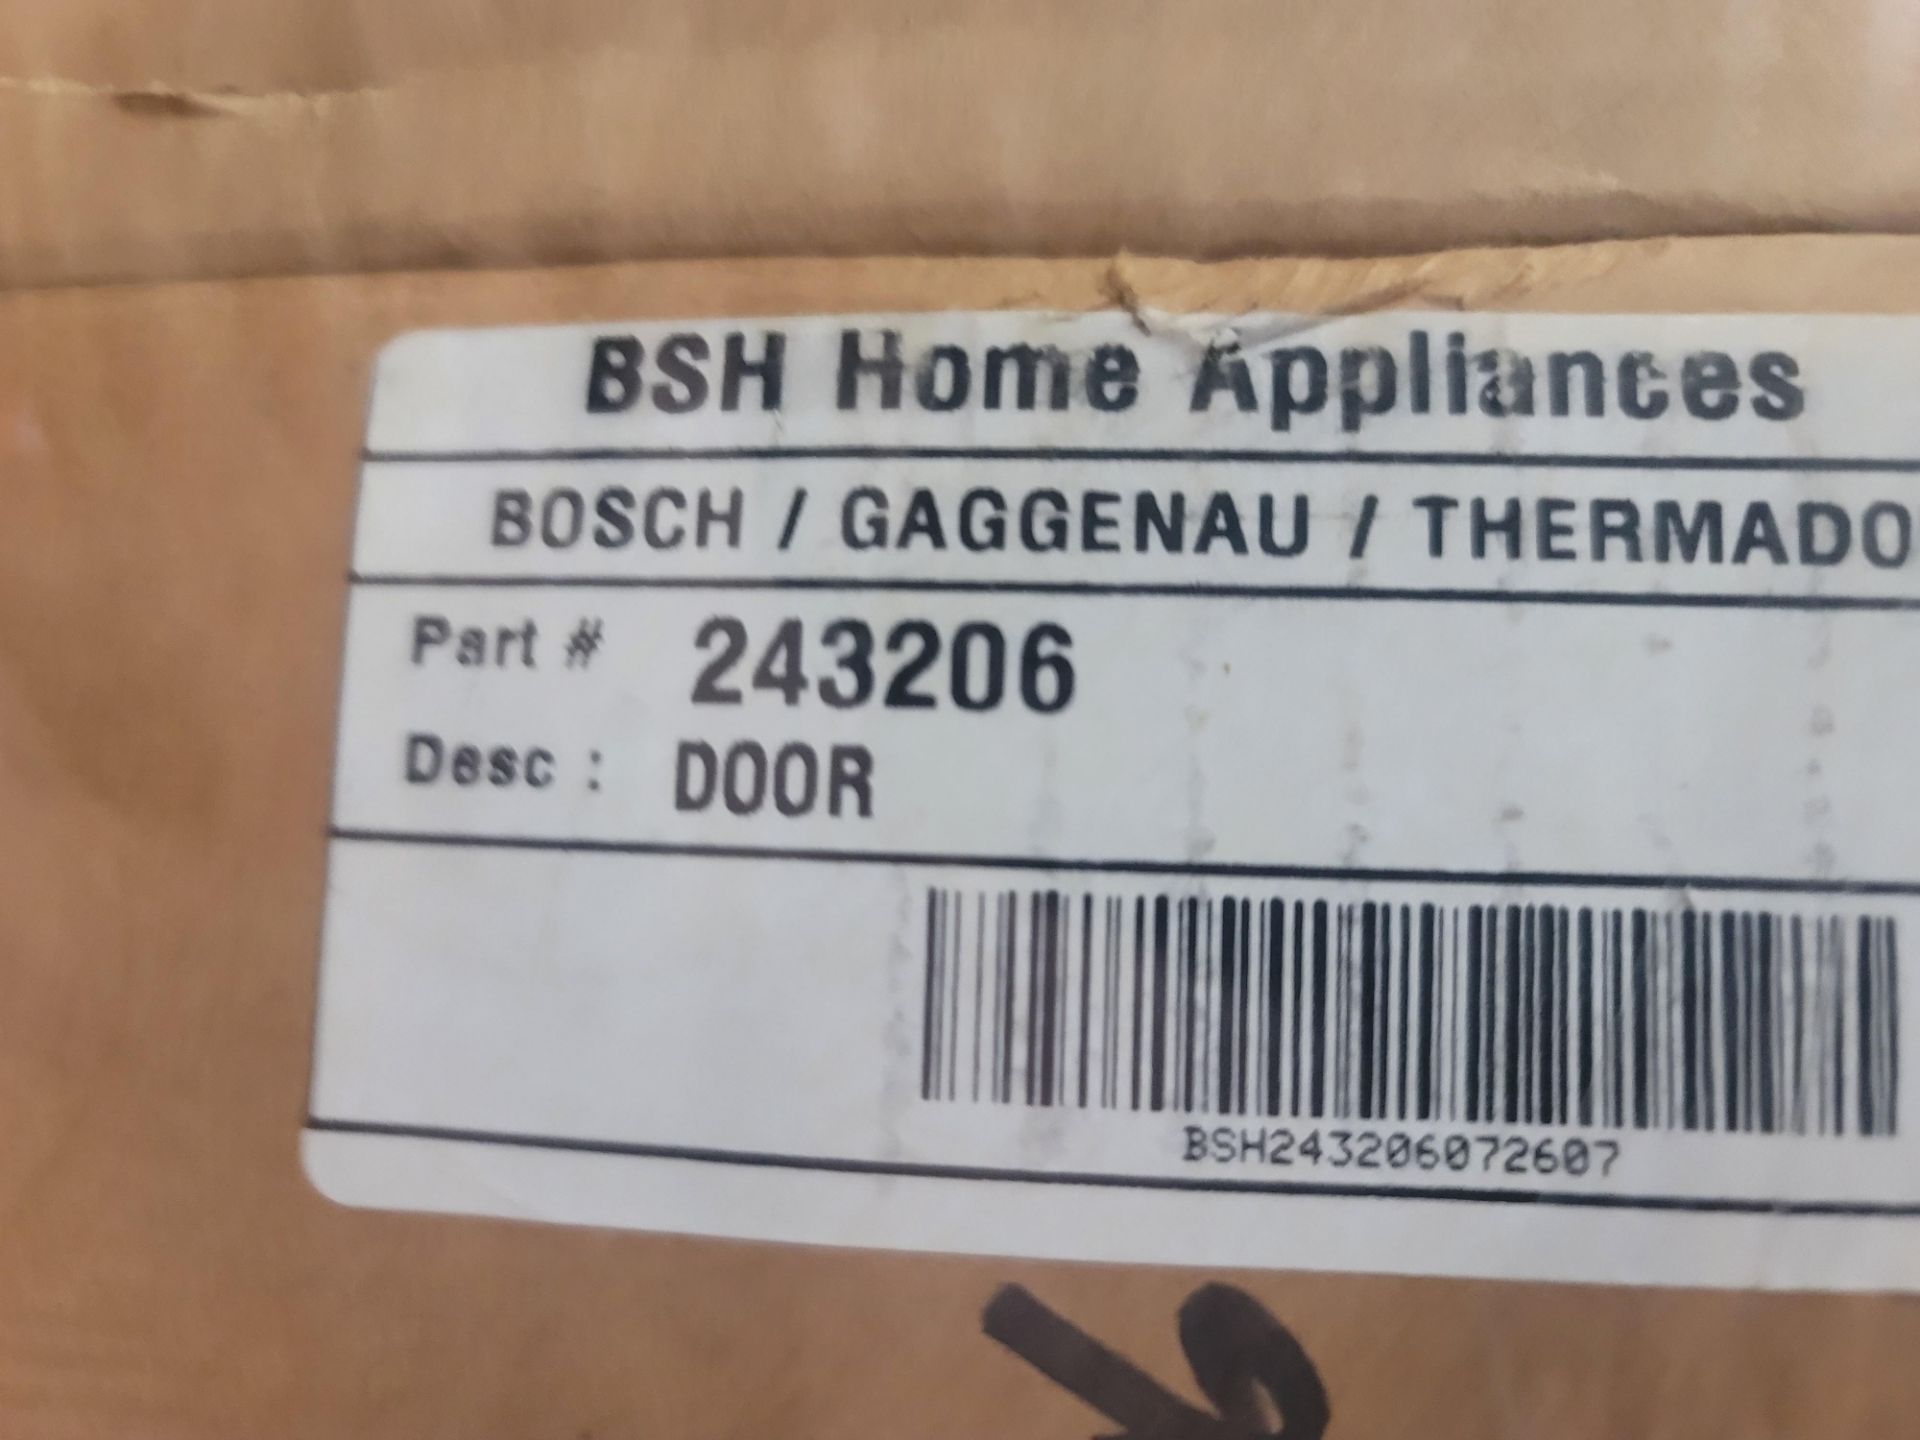 BSH Home Appliances
BOSCH / GAGGENAU / THERMADO
Part # 243206
Desc : DOOR
BSH243206072607